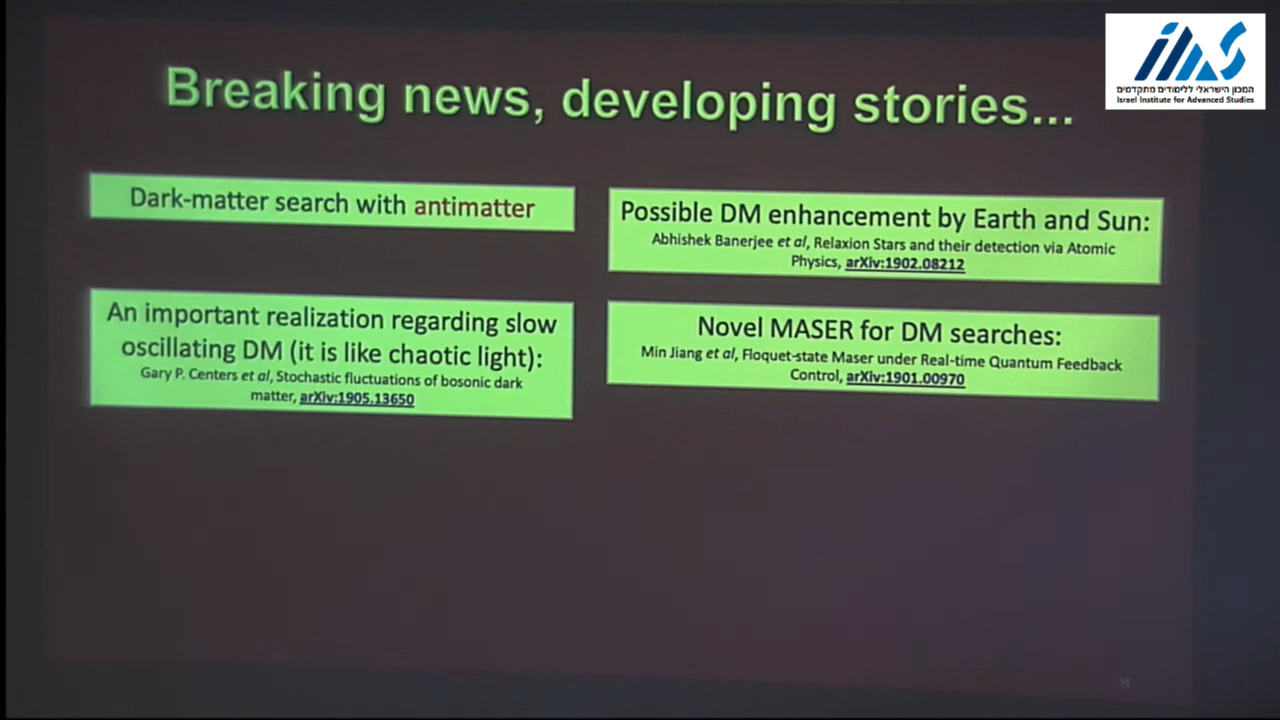 Breaking news, developing stories...
Dark-matter search with antimatter
An important realization regarding slow
oscillating DM (it is like chaotic light):
Gary P. Centers et al, Stochastic fluctuations of bosonic dark
matter, arXiv:1905.13650
Possible DM enhancement by Earth and Sun:
Abhishek Banerjee et al, Relaxion Stars and their detection via Atomic
Physics, arXiv:1902.08212
Novel MASER for DM searches:
Min Jiang et al, Floquet-state Maser under Real-time Quantum Feedback
Control, arXiv:1901.00970
המכון הישראלי ללימודים מתקדמים
Israel Institute for Advanced Studies